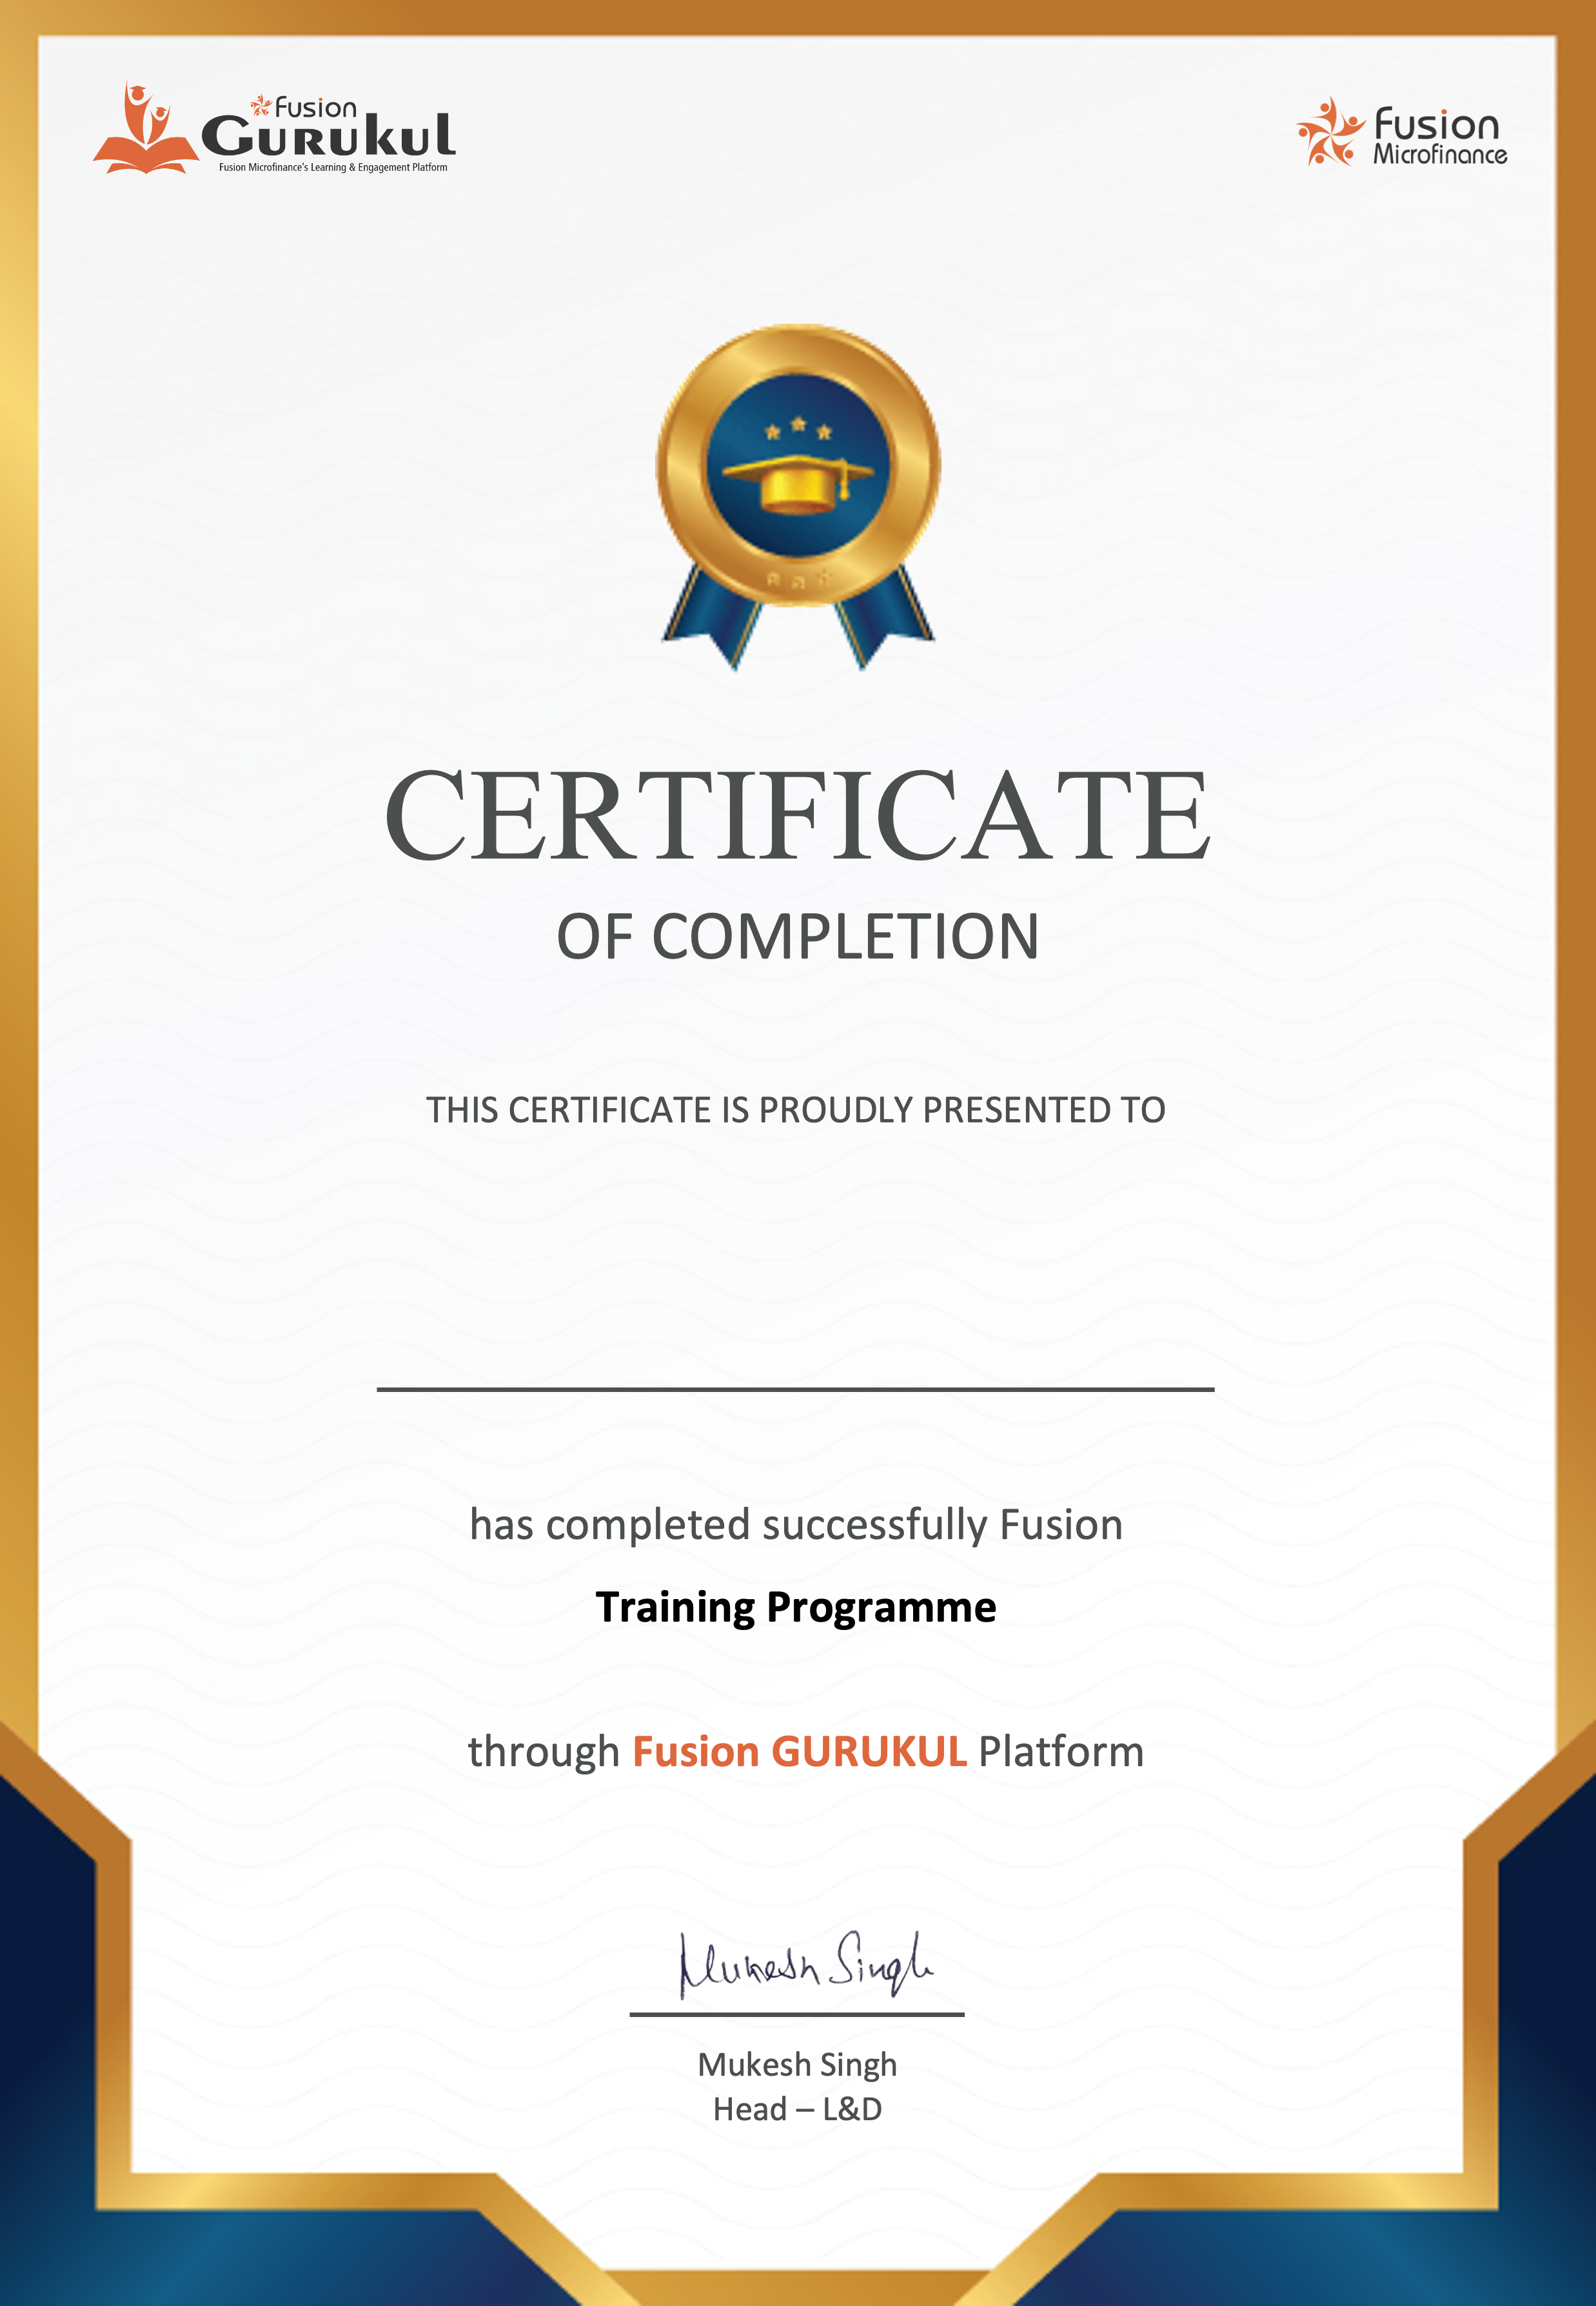 Fusion
GURUKUL
Fusion Microfinance's Learning & Engagement Platform
Fusion
Microfinance
CERTIFICATE
OF COMPLETION
THIS CERTIFICATE IS PROUDLY PRESENTED TO
has completed successfully Fusion
Training Programme
through Fusion GURUKUL Platform
Mukesh Singh
Mukesh Singh
Head – L&D